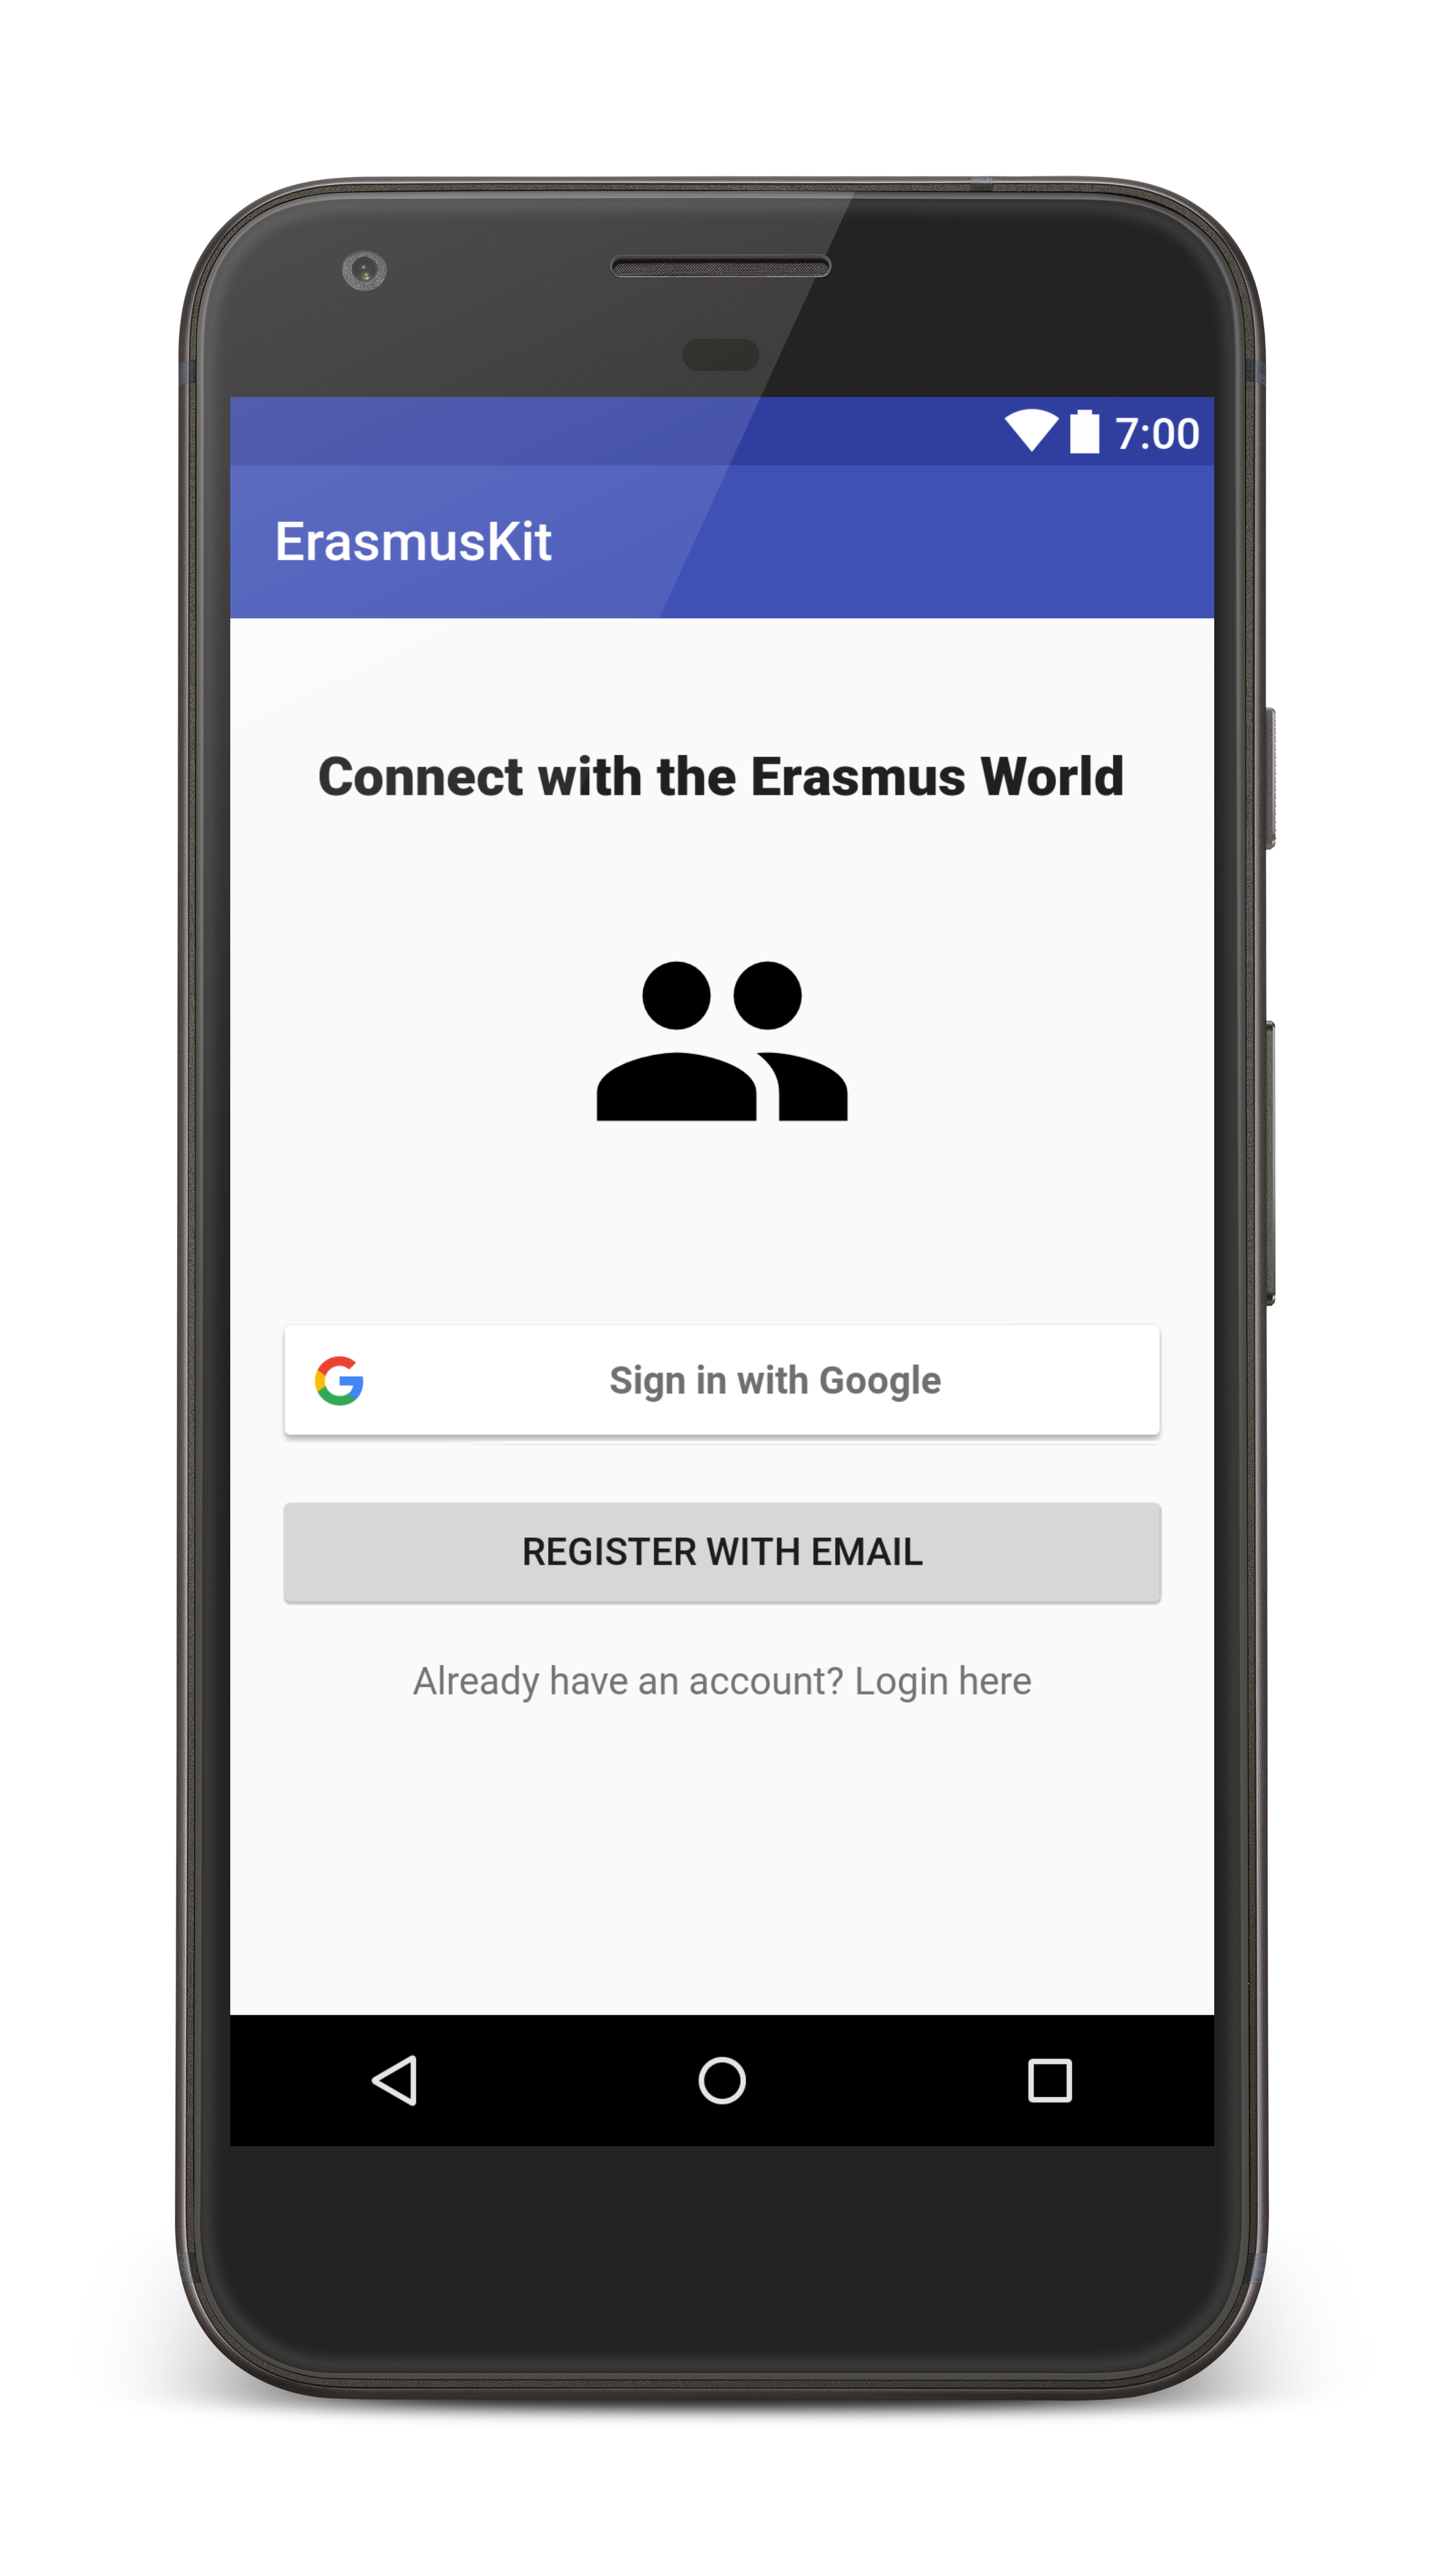 7:00
ErasmusKit
Connect with the Erasmus World
Sign in with Google
REGISTER WITH EMAIL
Already have an account? Login here